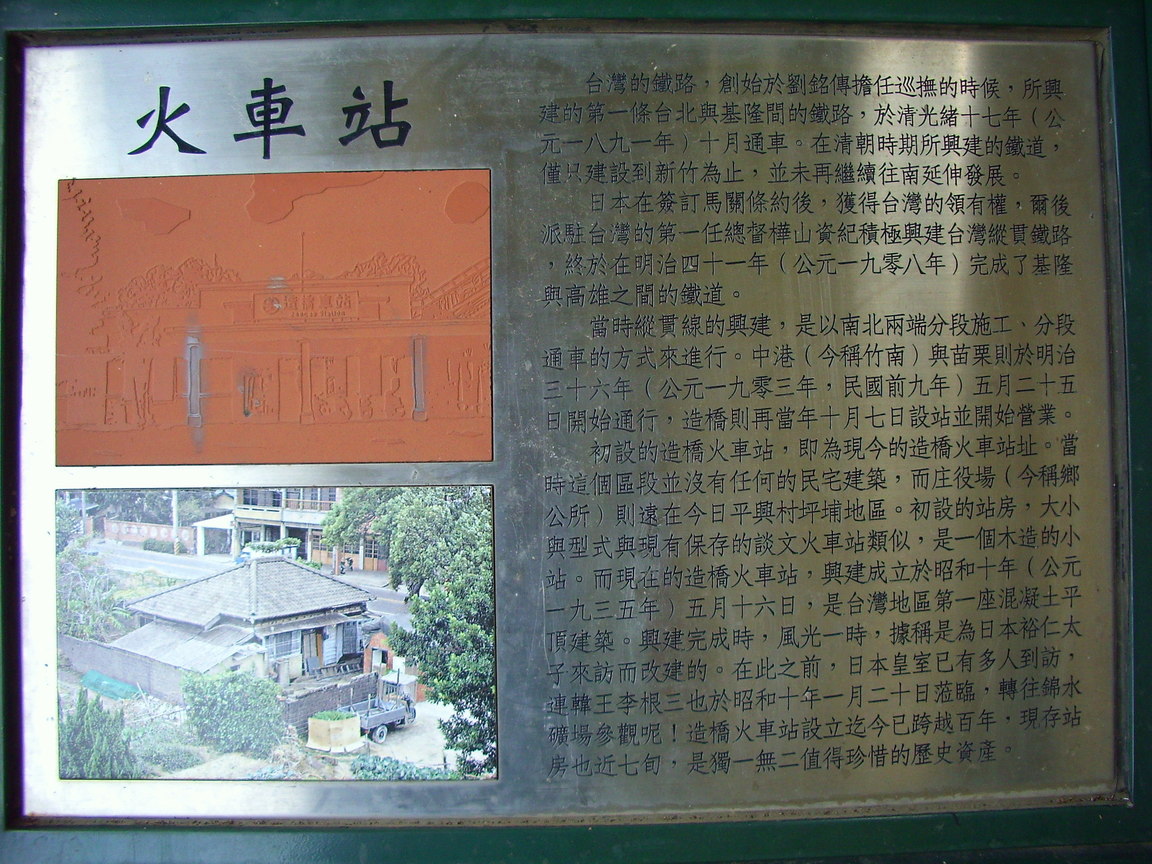 火車站
造橋車站
Zaoqao Station
台灣的鐵路，創始於劉銘傳擔任巡撫的時候，所興
建的第一條台北與基隆間的鐵路，於清光緒十七年（公
元一八九一年）十月通車。在清朝時期所興建的鐵道，
僅只建設到新竹為止，並未再繼續往南延伸發展。
日本在簽訂馬關條約後，獲得台灣的領有權，爾後
派駐台灣的第一任總督樺山資紀積極興建台灣縱貫鐵路
，終於在明治四十一年（公元一九零八年）完成了基隆
與高雄之間的鐵道。
當時縱貫線的興建，是以南北兩端分段施工、分段
通車的方式來進行。中港（今稱竹南）與苗栗則於明治
三十六年（公元一九零三年，民國前九年）五月二十五
日開始通行，造橋則再當年十月七日設站並開始營業。
初設的造橋火車站，即為現今的造橋火車站址。當
時這個區段並沒有任何的民宅建築，而庄役場（今稱鄉
公所）則遠在今日平興村坪埔地區。初設的站房，大小
與型式與現有保存的談文火車站類似，是一個木造的小
站。而現在的造橋火車站，興建成立於昭和十年（公元
一九三五年）五月十六日，是台灣地區第一座混凝土平
頂建築。興建完成時，風光一時，據稱是為日本裕仁太
子來訪而改建的。在此之前，日本皇室已有多人到訪，
連韓王李根三也於昭和十年一月二十日蒞臨，轉往錦水
礦場參觀呢！造橋火車站設立迄今已跨越百年，現存站
房也近七旬，是獨一無二值得珍惜的歷史資產。